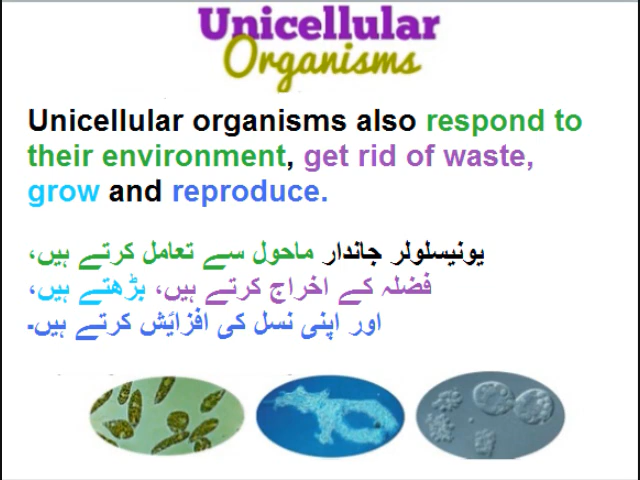 Unicellular
Organisms
Unicellular organisms also respond to
their environment, get rid of waste,
grow and reproduce.
یونیسلولر جاندار ماحول سے تعامل کرتے ہیں،
فضلہ کے اخراج کرتے ہیں، بڑھتے ہیں،
اور اپنی نسل کی افزائش کرتے ہیں۔